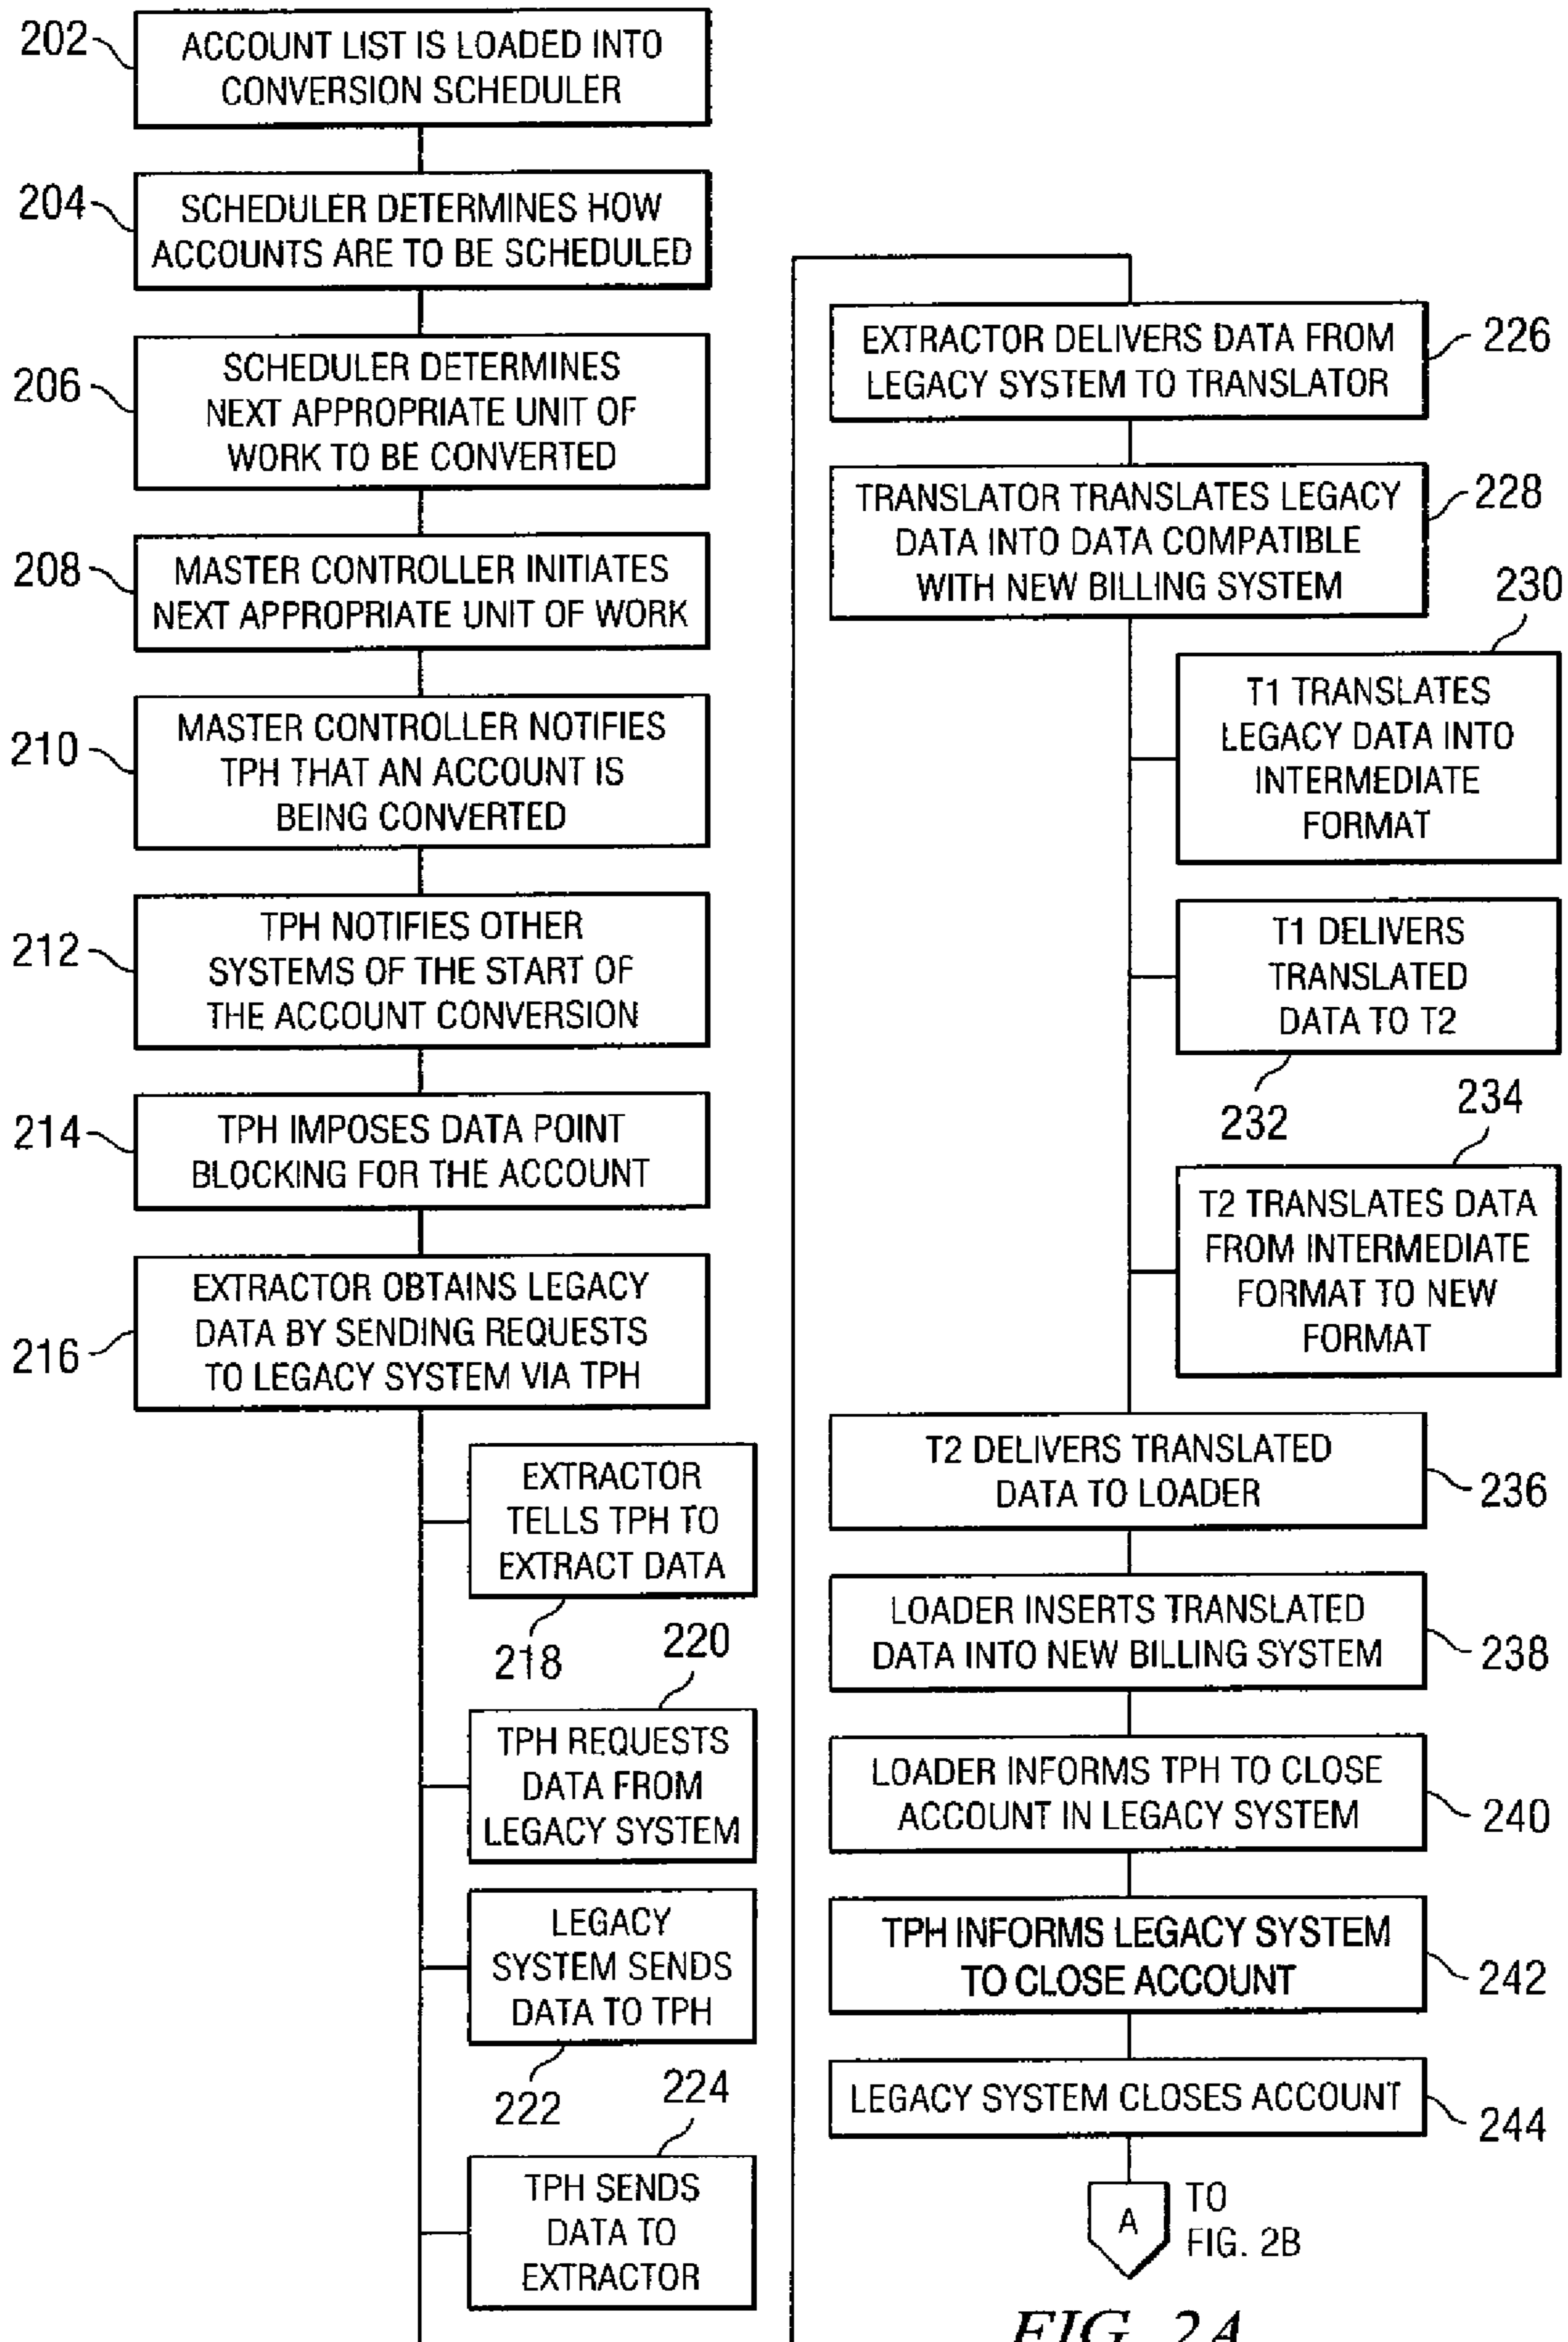 202
ACCOUNT LIST IS LOADED INTO
CONVERSION SCHEDULER
204
SCHEDULER DETERMINES HOW
ACCOUNTS ARE TO BE SCHEDULED
206
SCHEDULER DETERMINES
NEXT APPROPRIATE UNIT OF
WORK TO BE CONVERTED
208
MASTER CONTROLLER INITIATES
NEXT APPROPRIATE UNIT OF WORK
210
MASTER CONTROLLER NOTIFIES
TPH THAT AN ACCOUNT IS
BEING CONVERTED
212
TPH NOTIFIES OTHER
SYSTEMS OF THE START OF
THE ACCOUNT CONVERSION
214
TPH IMPOSES DATA POINT
BLOCKING FOR THE ACCOUNT
216
EXTRACTOR OBTAINS LEGACY
DATA BY SENDING REQUESTS
TO LEGACY SYSTEM VIA TPH
EXTRACTOR
TELLS TPH TO
EXTRACT DATA
218
220
TPH REQUESTS
DATA FROM
LEGACY SYSTEM
LEGACY
SYSTEM SENDS
DATA TO TPH
222
224
TPH SENDS
DATA TO
EXTRACTOR
EXTRACTOR DELIVERS DATA FROM
LEGACY SYSTEM TO TRANSLATOR
226
TRANSLATOR TRANSLATES LEGACY
DATA INTO DATA COMPATIBLE
WITH NEW BILLING SYSTEM
228
230
T1 TRANSLATES
LEGACY DATA INTO
INTERMEDIATE
FORMAT
T1 DELIVERS
TRANSLATED
DATA TO T2
232
234
T2 TRANSLATES DATA
FROM INTERMEDIATE
FORMAT TO NEW
FORMAT
T2 DELIVERS TRANSLATED
DATA TO LOADER
236
LOADER INSERTS TRANSLATED
DATA INTO NEW BILLING SYSTEM
238
LOADER INFORMS TPH TO CLOSE
ACCOUNT IN LEGACY SYSTEM
240
TPH INFORMS LEGACY SYSTEM
TO CLOSE ACCOUNT
242
LEGACY SYSTEM CLOSES ACCOUNT
244
A
TO
FIG. 2B
FIG. 2A